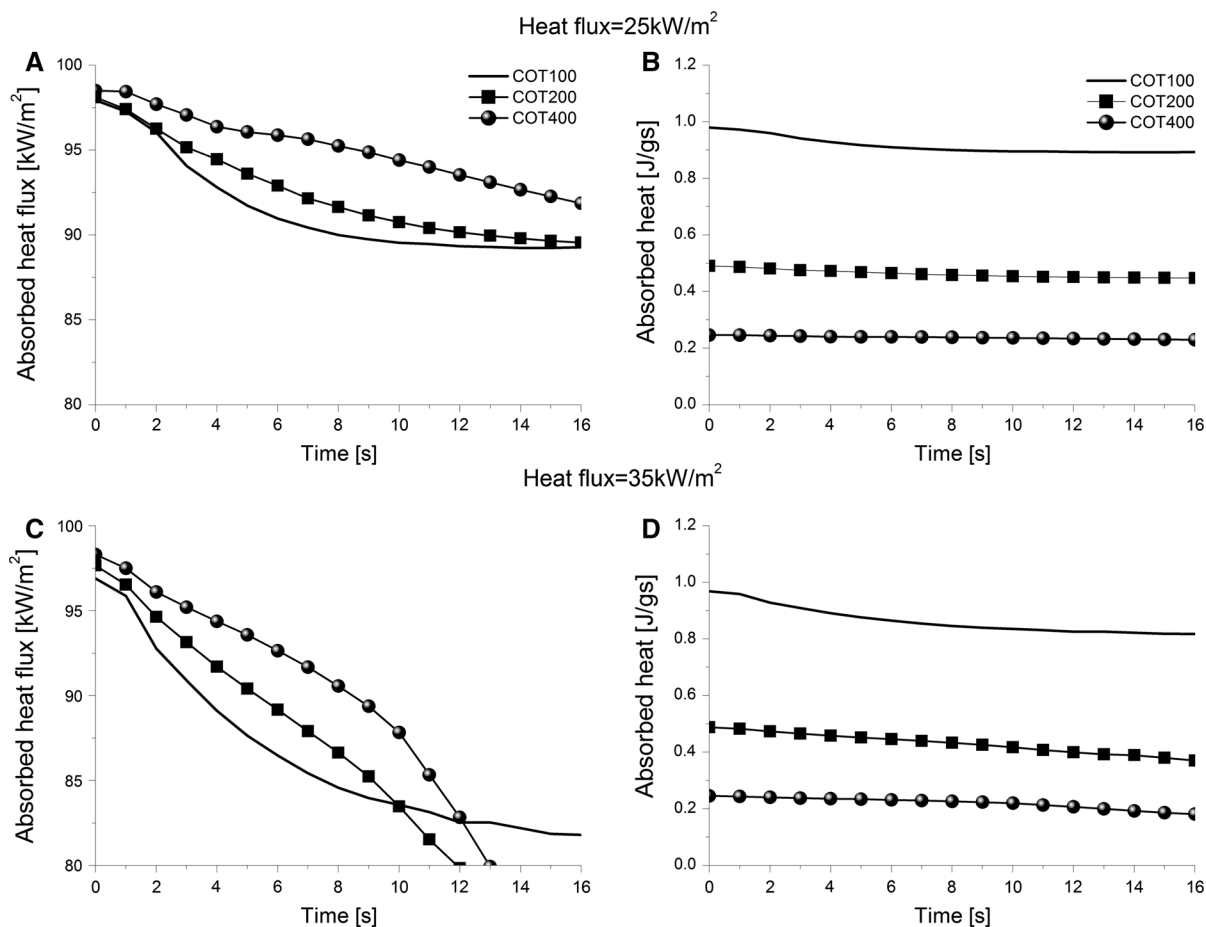 Heat flux=25kW/m²
A
100
95
90
85
80
Absorbed heat flux [kW/m²]
COT100
COT200
COT400
0 2 4 6 8 10 12 14 16
Time [s]
B
1.2
1.0
0.8
0.6
0.4
0.2
0.0
Absorbed heat [J/gs]
COT100
COT200
COT400
0 2 4 6 8 10 12 14 16
Time [s]
Heat flux=35kW/m²
C
100
95
90
85
80
Absorbed heat flux [kW/m²]
0 2 4 6 8 10 12 14 16
Time [s]
D
1.2
1.0
0.8
0.6
0.4
0.2
0.0
Absorbed heat [J/gs]
0 2 4 6 8 10 12 14 16
Time [s]